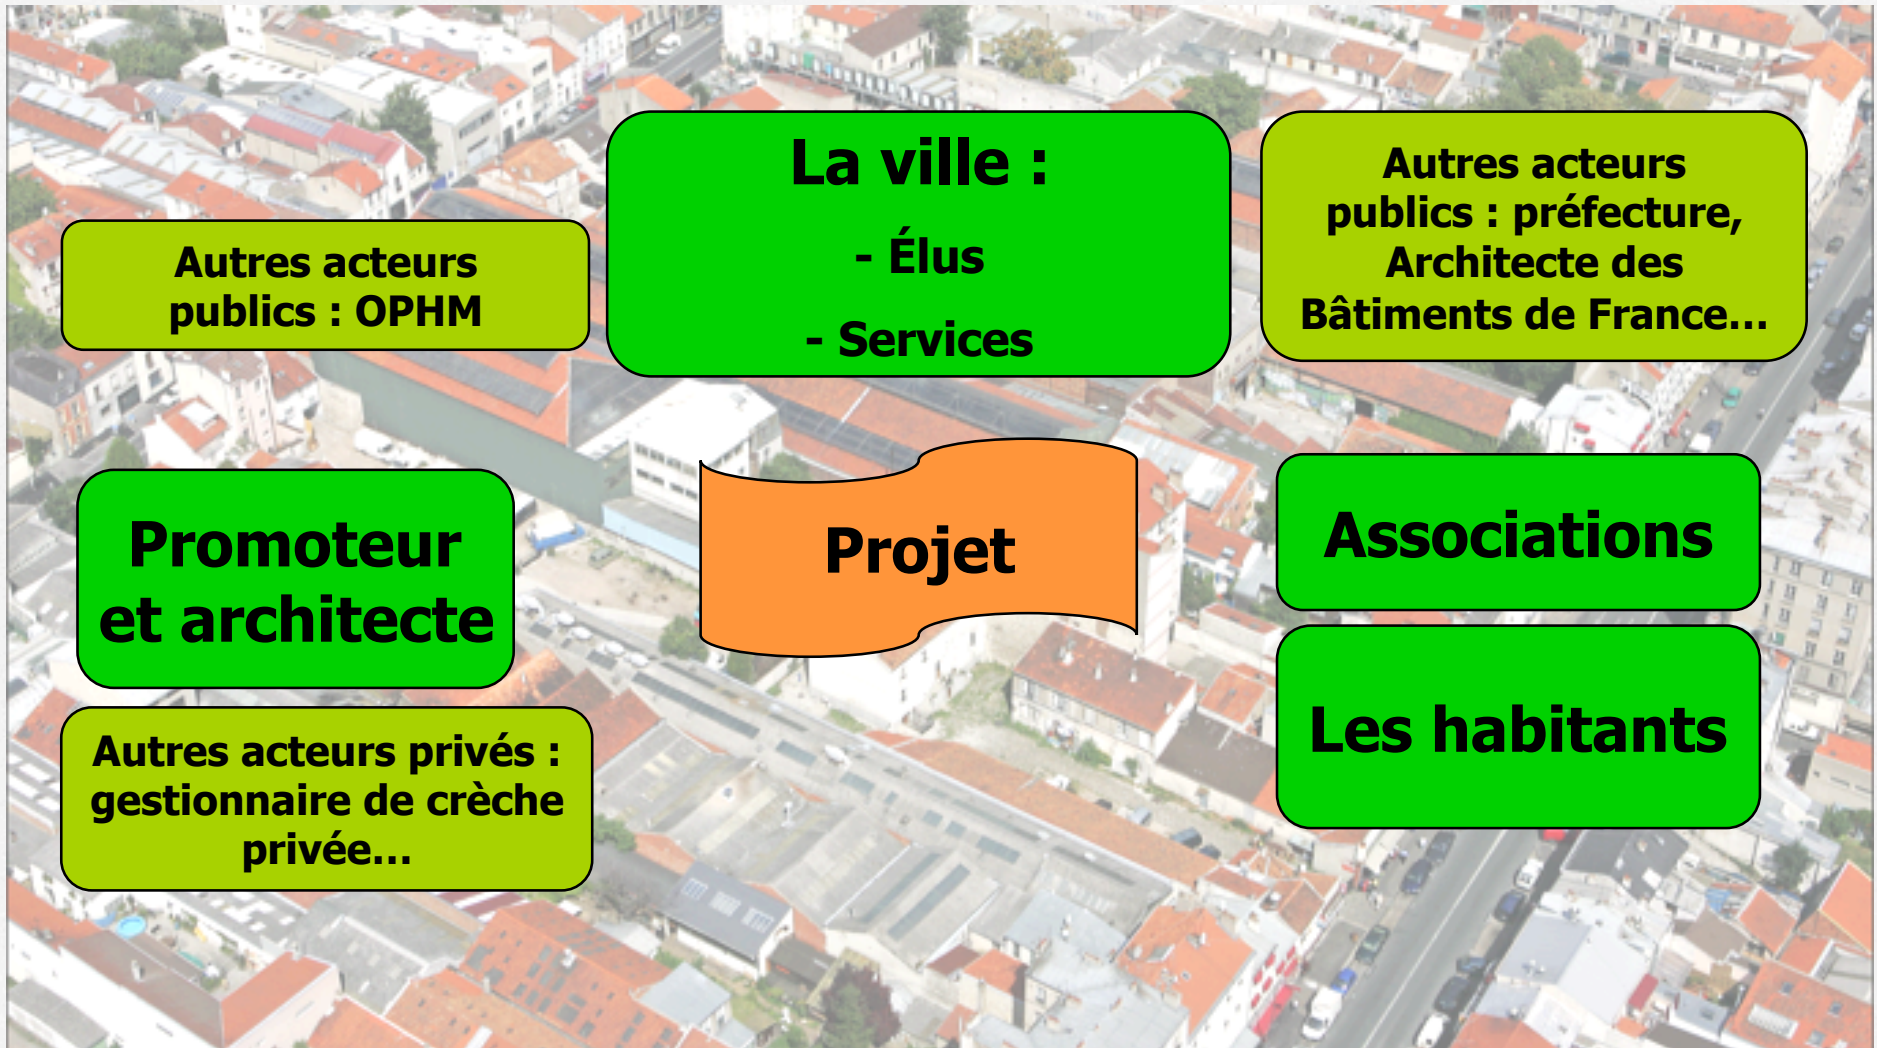 La ville :
- Élus
- Services
Autres acteurs
publics : préfecture,
Architecte des
Bâtiments de France...
Autres acteurs
publics : OPHM
Promoteur
et architecte
Projet
Associations
Les habitants
Autres acteurs privés :
gestionnaire de crèche
privée...